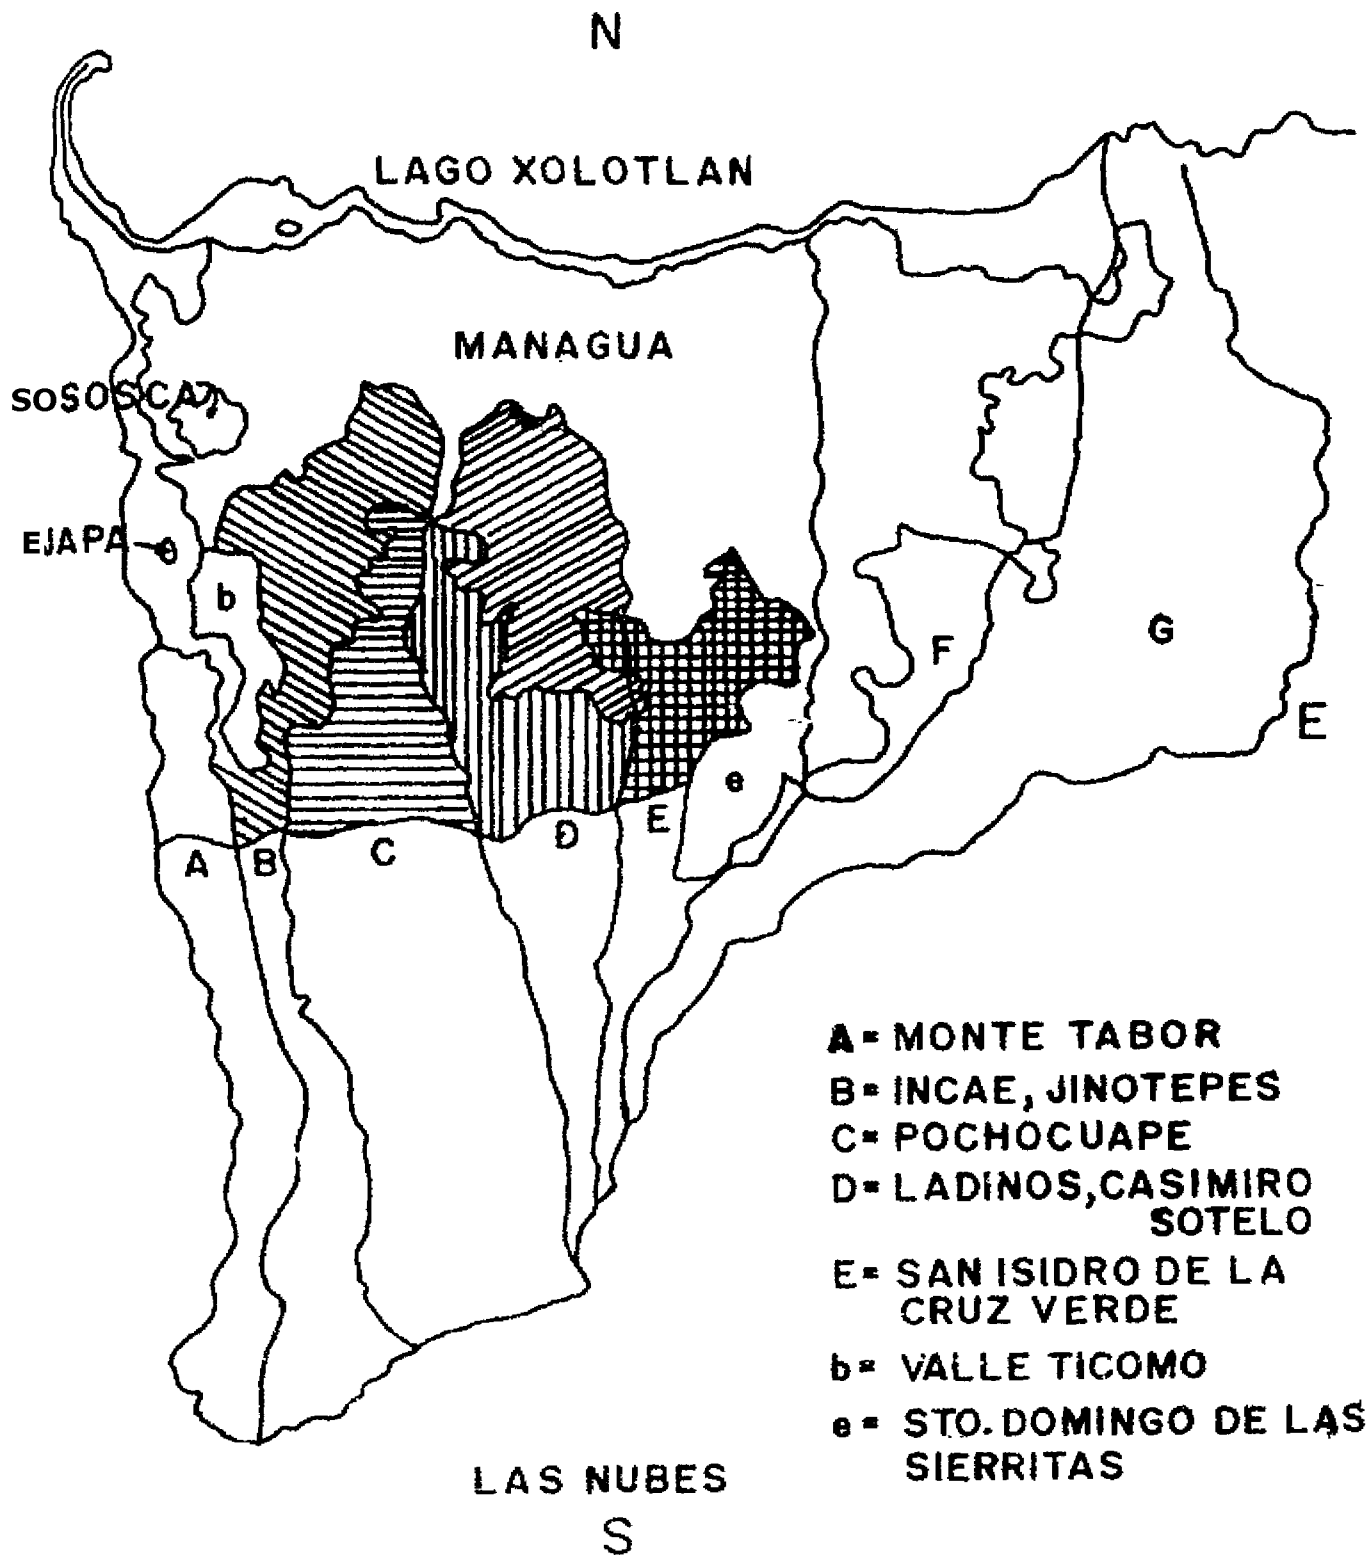 N
LAGO XOLOTLAN
MANAGUA
SOSOSCA
EJAPA
b
F
G
E
e
E
D
C
B
A
A= MONTE TABOR
B= INCAE, JINOTEPES
C= POCHOCUAPE
D= LADINOS, CASIMIRO
SOTELO
E= SAN ISIDRO DE LA
CRUZ VERDE
b= VALLE TICOMO
e= STO. DOMINGO DE LAS
SIERRITAS
LAS NUBES
S